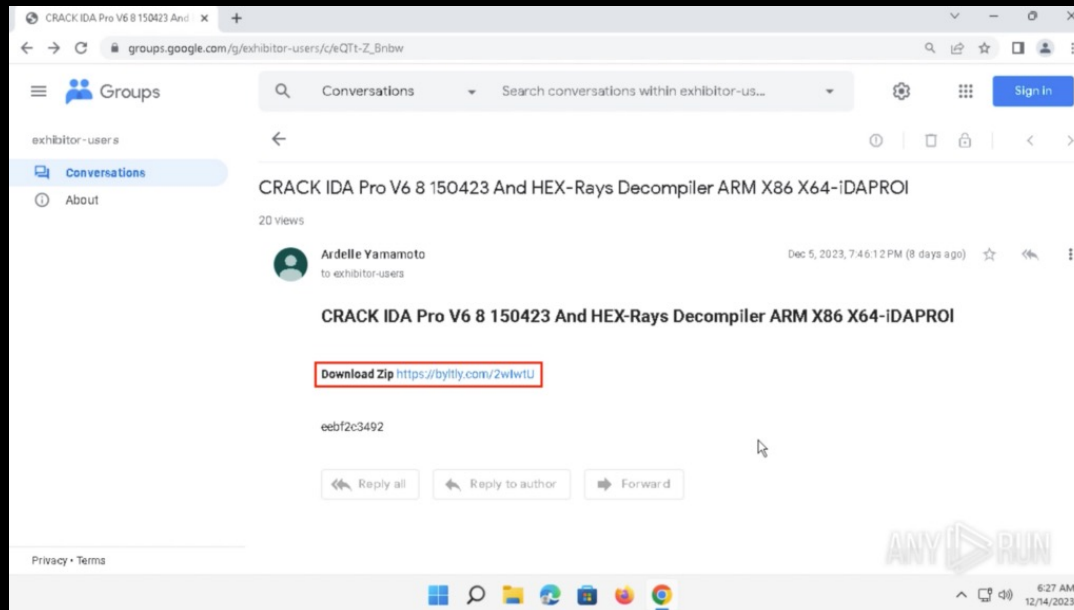 CRACK IDA Pro V6 8 150423 And
groups.google.com/g/exhibitor-users/c/eQTt-Z_Bnbw
Groups
Conversations
Search conversations within exhibitor-us...
Sign in
exhibitor-users
Conversations
About
CRACK IDA Pro V6 8 150423 And HEX-Rays Decompiler ARM X86 X64-iDAPROl
20 views
Ardelle Yamamoto
Dec 5, 2023, 7:46:12 PM (8 days ago)
to exhibitor-users
CRACK IDA Pro V6 8 150423 And HEX-Rays Decompiler ARM X86 X64-iDAPROl
Download Zip https://byltly.com/2wIwtU
eebf2c3492
Reply all
Reply to author
Forward
ANY RUN
Privacy • Terms
6:27 AM
12/14/2023